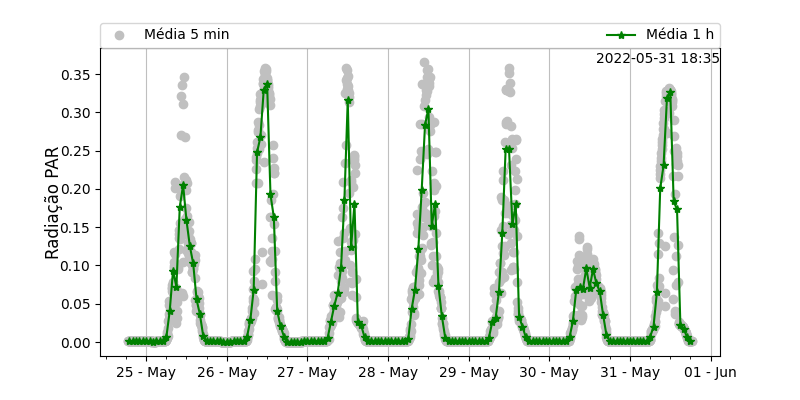 Média 5 min
Média 1 h
2022-05-31 18:35
Radiação PAR
0.35
0.30
0.25
0.20
0.15
0.10
0.05
0.00
25 - May
26 - May
27 - May
28 - May
29 - May
30 - May
31 - May
01 - Jun